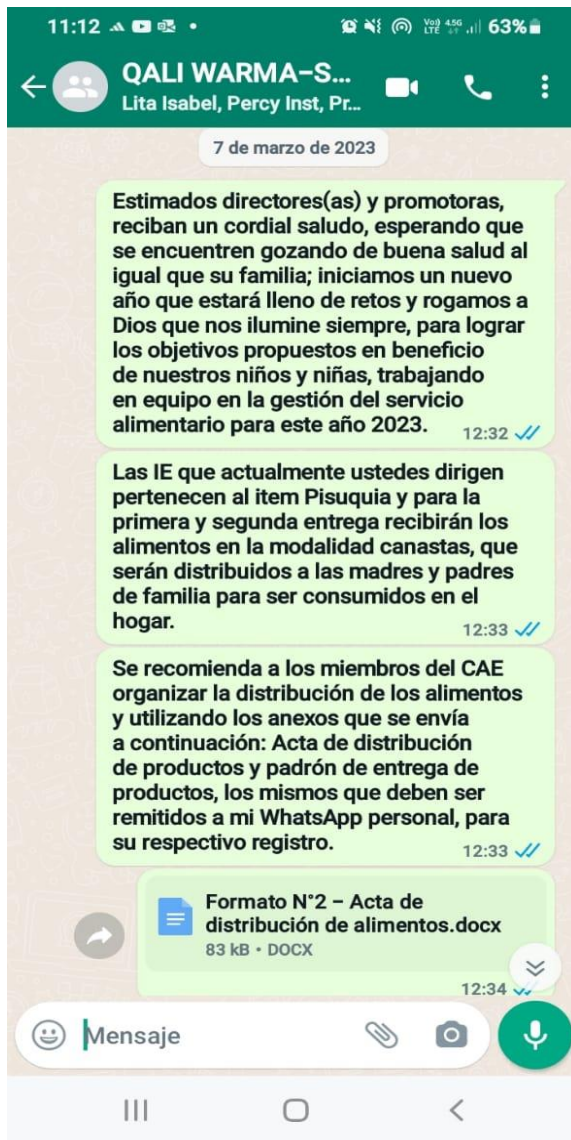 11:12
Vo)) 4.5G
LTE
63%
QALI WARMA-S...
Lita Isabel, Percy Inst, Pr...
7 de marzo de 2023
Estimados directores(as) y promotoras,
reciban un cordial saludo, esperando que
se encuentren gozando de buena salud al
igual que su familia; iniciamos un nuevo
año que estará lleno de retos y rogamos a
Dios que nos ilumine siempre, para lograr
los objetivos propuestos en beneficio
de nuestros niños y niñas, trabajando
en equipo en la gestión del servicio
alimentario para este año 2023.
12:32
Las IE que actualmente ustedes dirigen
pertenecen al item Pisuquia y para la
primera y segunda entrega recibirán los
alimentos en la modalidad canastas, que
serán distribuidos a las madres y padres
de familia para ser consumidos en el
hogar.
12:33
Se recomienda a los miembros del CAE
organizar la distribución de los alimentos
y utilizando los anexos que se envía
a continuación: Acta de distribución
de productos y padrón de entrega de
productos, los mismos que deben ser
remitidos a mi WhatsApp personal, para
su respectivo registro.
12:33
Formato N°2 – Acta de
distribución de alimentos.docx
83 kB • DOCX
12:34
Mensaje